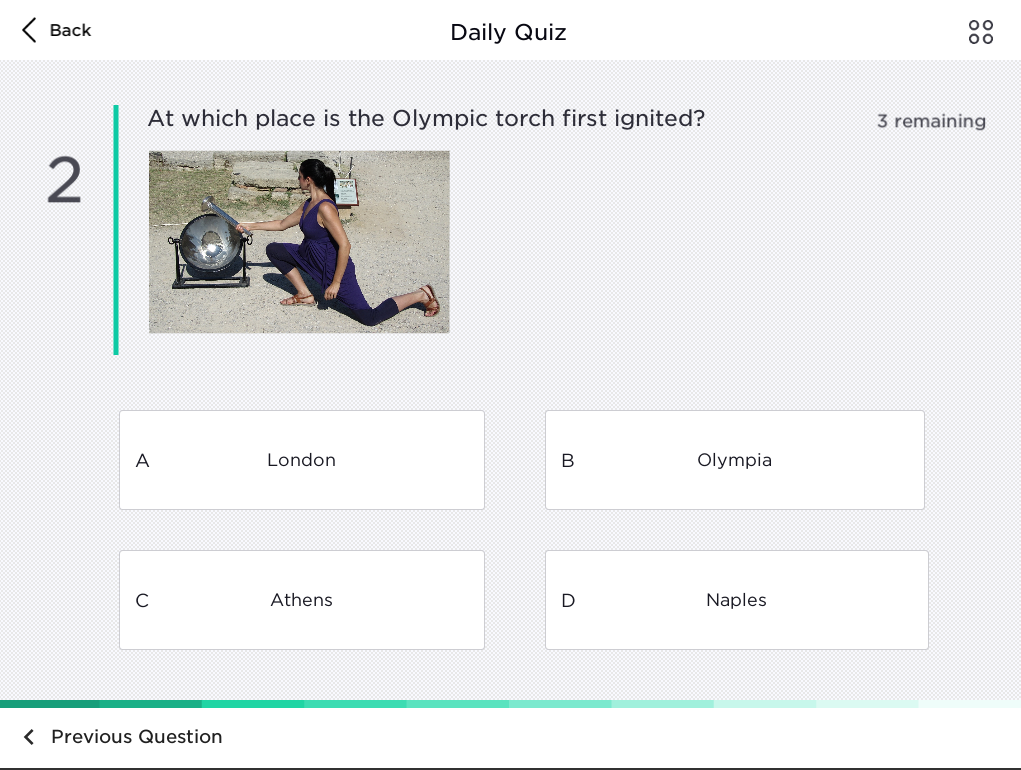 Back
Daily Quiz
2
At which place is the Olympic torch first ignited?
3 remaining
A London
B Olympia
C Athens
D Naples
Previous Question